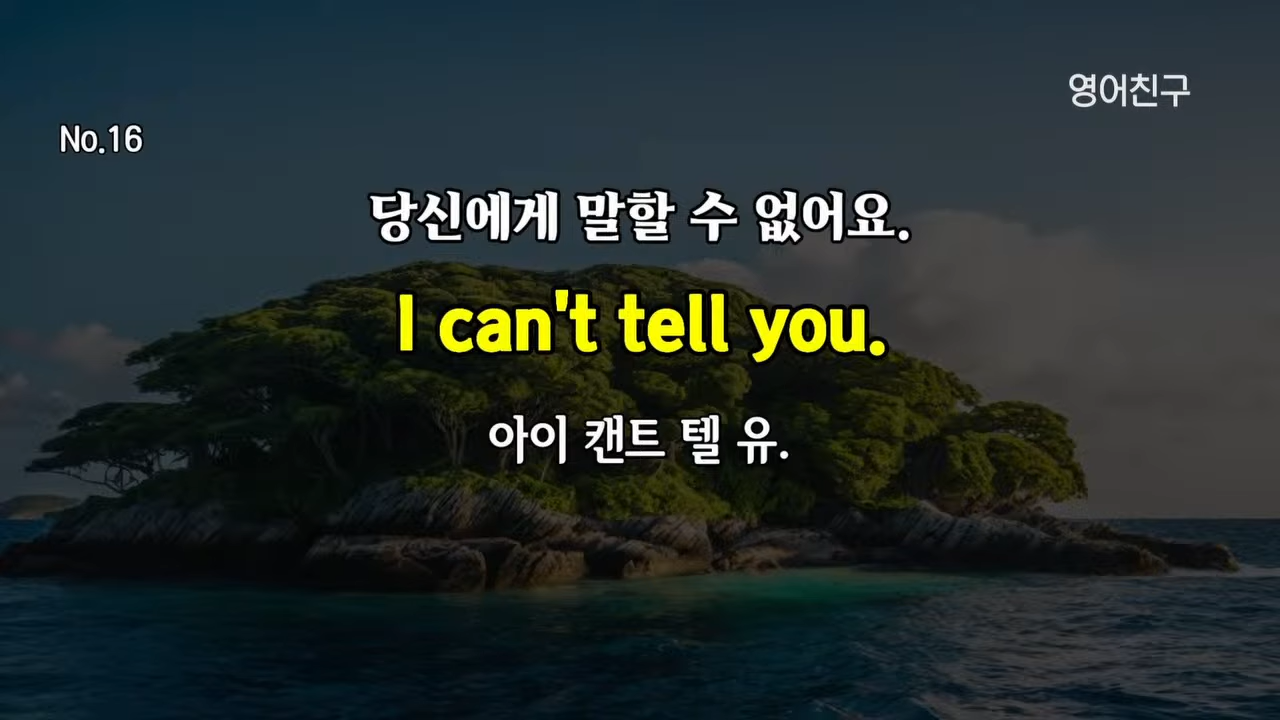 영어친구
No.16
당신에게 말할 수 없어요.
I can't tell you.
아이 캔트 텔 유.